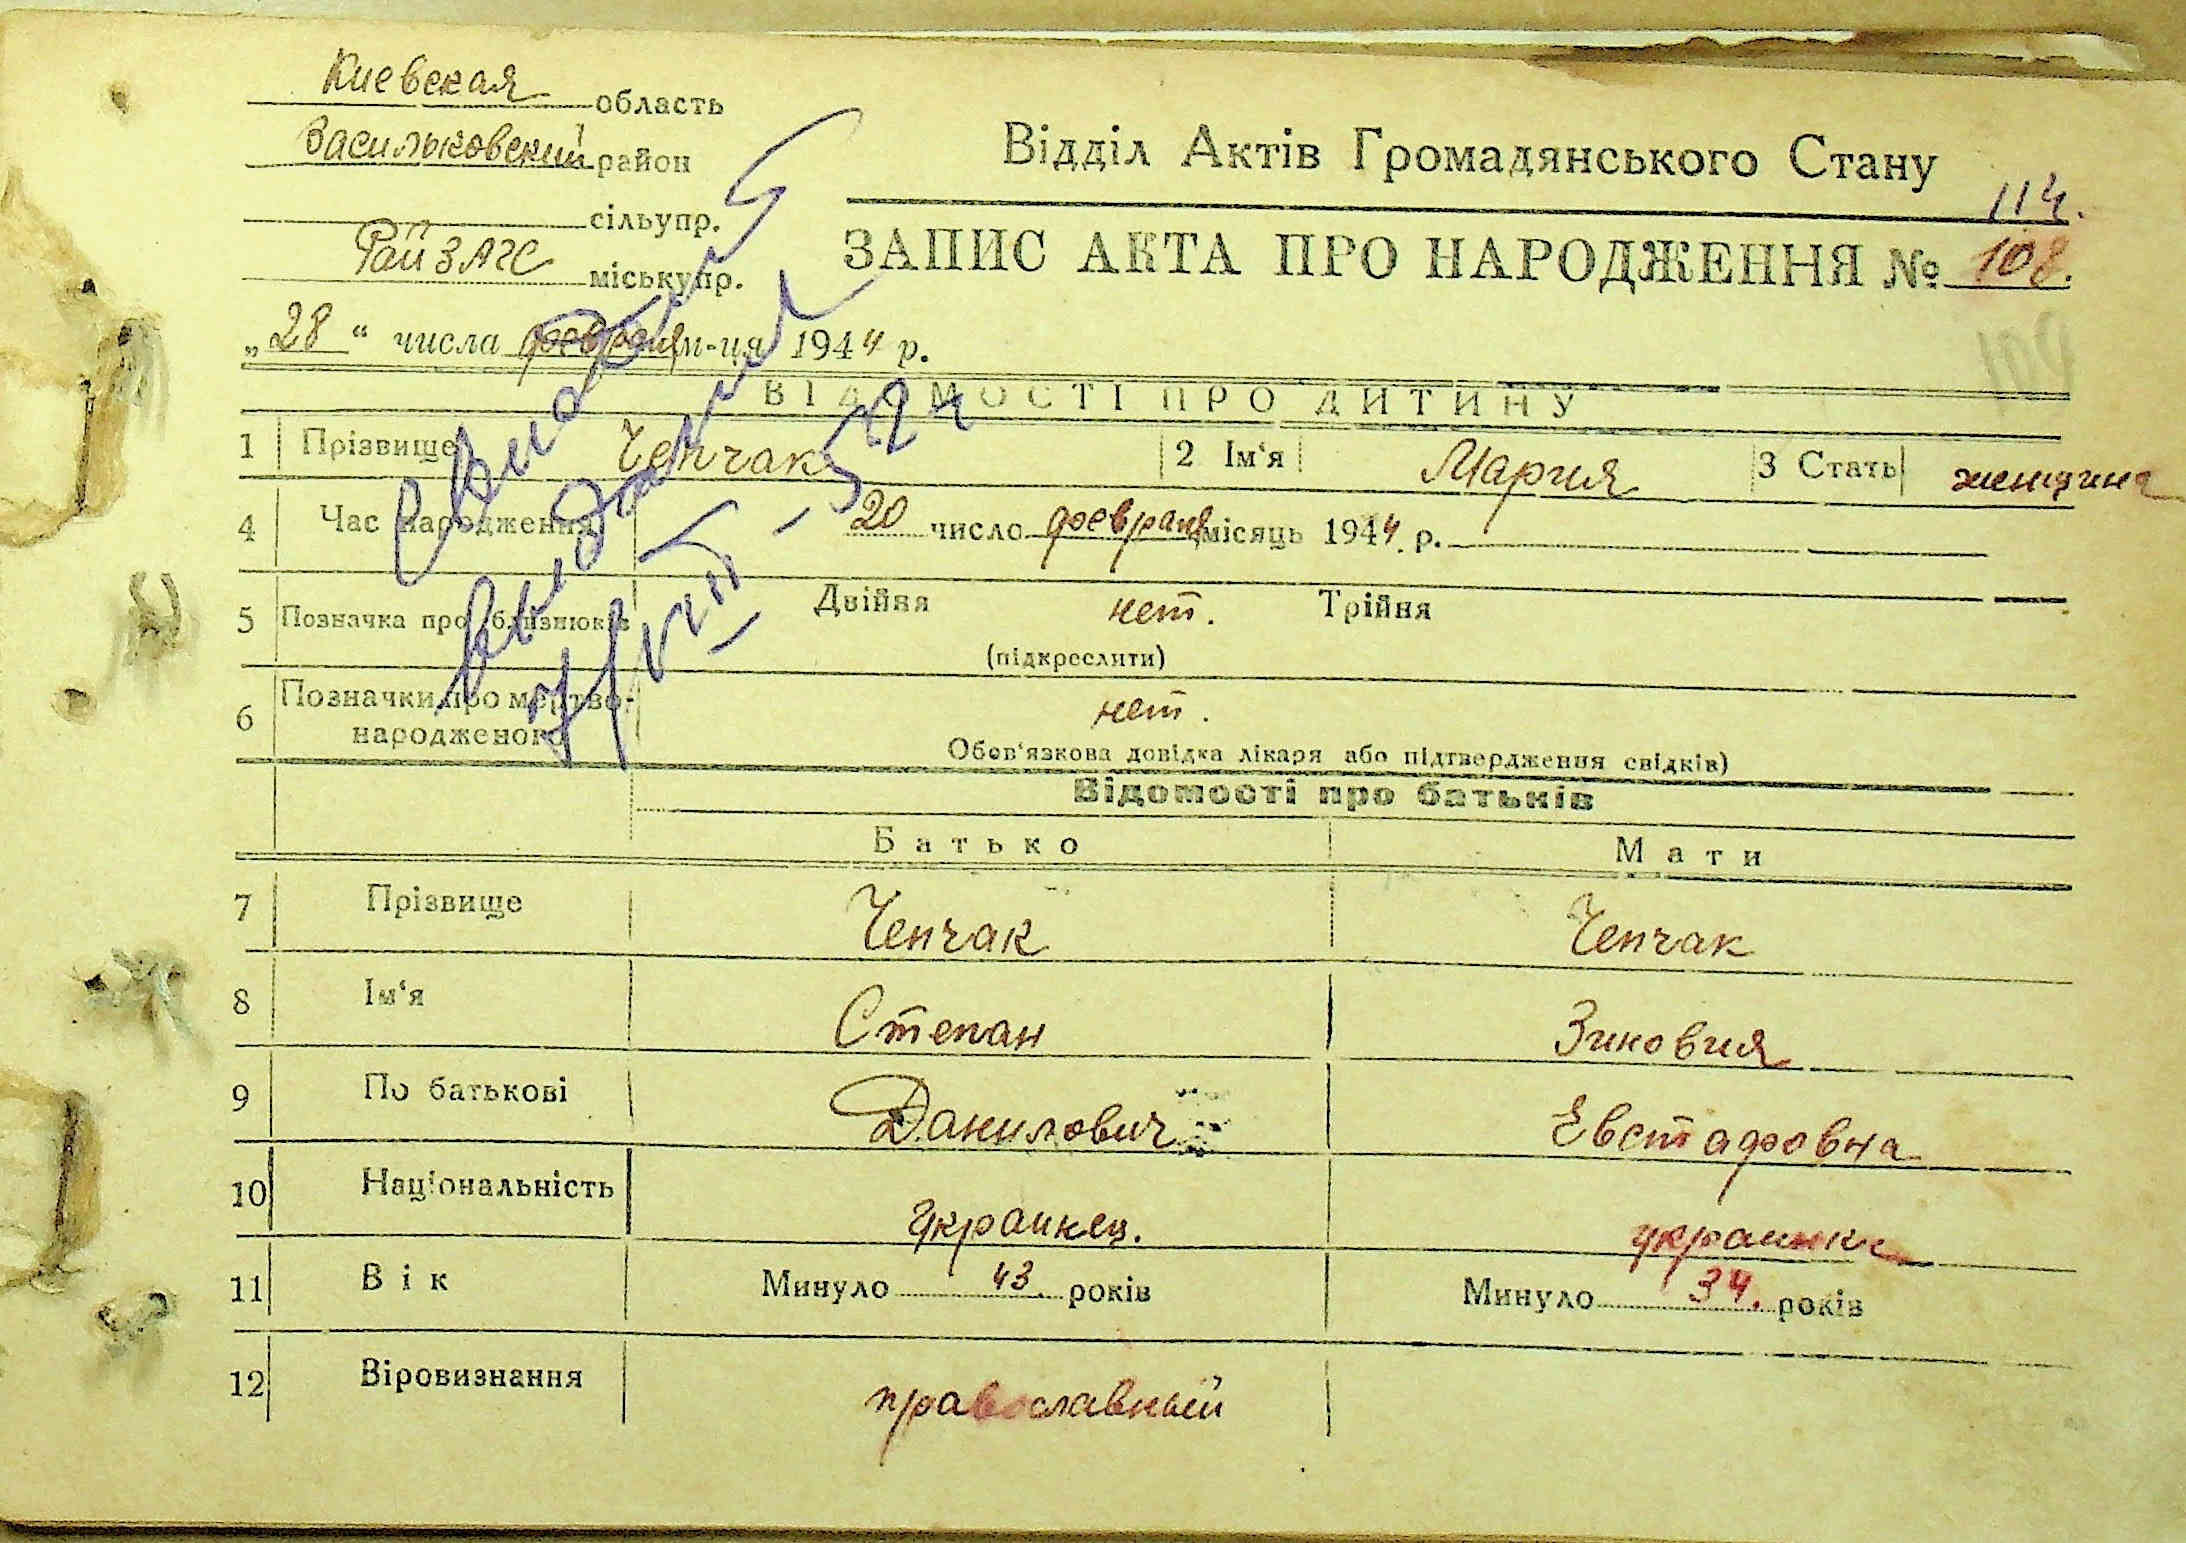 Киевская область
Васильковский район
сільупр.
РайЗАГС міськупр.
Відділ Актів Громадянського Стану
114.
ЗАПИС АКТА ПРО НАРОДЖЕННЯ № 108.
„28“ числа февраля м-ця 1944 р.
ВІДОМОСТІ ПРО ДИТИНУ
1 Прізвище Ченчак 2 Ім‘я Мария 3 Стать женщина
4 Час народження 20 число февраля місяць 1944 р.
5 Позначка про близнюків Двійня нет. Трійня
(підкреслити)
6 Позначки про мертво-народженого нет.
Обов‘язкова довідка лікаря або підтвердження свідків)
Відомості про батьків
Батько Мати
7 Прізвище Ченчак Ченчак
8 Ім‘я Степан Зиновия
9 По батькові Данилович Евстафовна
10 Національність Украинец. украинка
11 Вік Минуло 43. років Минуло 34. років
12 Віровизнання православный